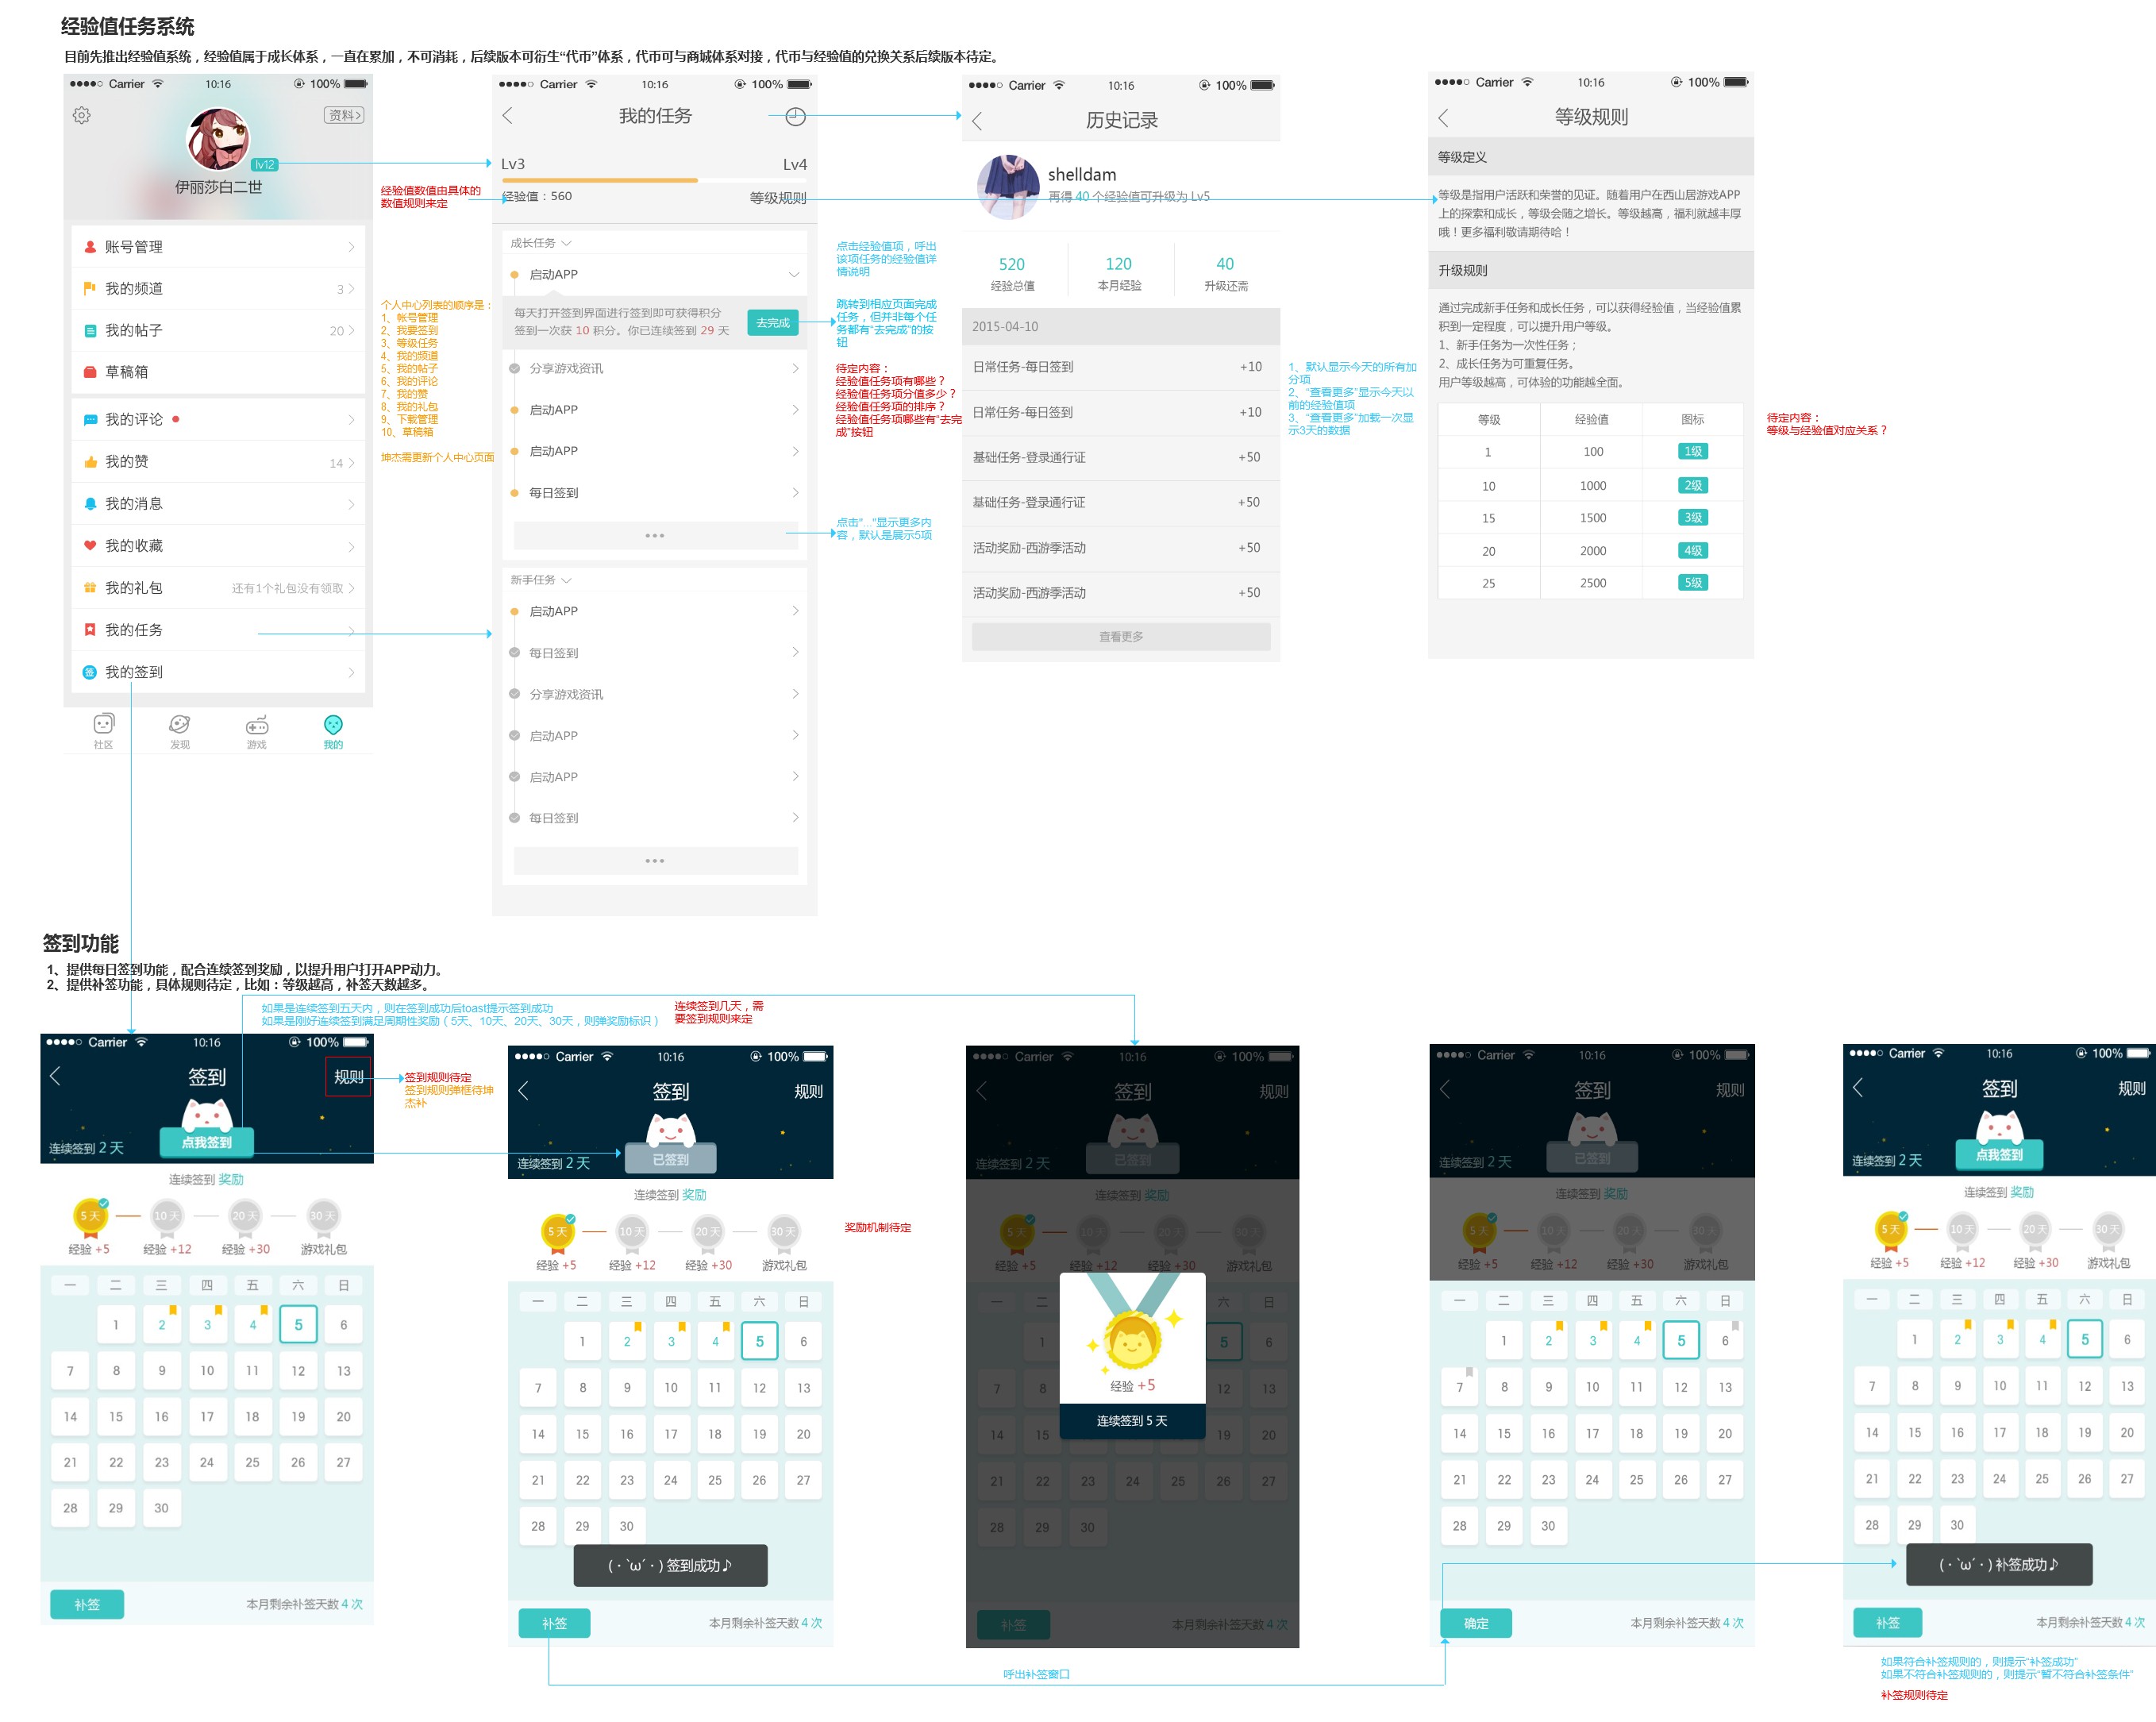 经验值任务系统
目前先推出经验值系统，经验值属于成长体系，一直在累加，不可消耗，后续版本可衍生“代币”体系，代币可与商城体系对接，代币与经验值的兑换关系后续版本待定。
Carrier 10:16 100%
资料
lv12
伊丽莎白二世
账号管理
我的频道 3
我的帖子 20
草稿箱
我的评论
我的赞 14
我的消息
我的收藏
我的礼包 还有1个礼包没有领取
我的任务
签 我的签到
社区 发现 游戏 我的
经验值数值由具体的
数值规则来定
个人中心列表的顺序是：
1、帐号管理
2、我要签到
3、等级任务
4、我的频道
5、我的帖子
6、我的评论
7、我的赞
8、我的礼包
9、下载管理
10、草稿箱
坤杰需更新个人中心页面
Carrier 10:16 100%
我的任务
Lv3 Lv4
经验值：560 等级规则
成长任务
启动APP
每天打开签到界面进行签到即可获得积分
签到一次获 10 积分。你已连续签到 29 天
去完成
分享游戏资讯
启动APP
启动APP
每日签到
•••
新手任务
启动APP
每日签到
分享游戏资讯
启动APP
启动APP
每日签到
•••
点击经验值项，呼出
该项任务的经验值详
情说明
跳转到相应页面完成
任务，但并非每个任
务都有“去完成”的按
钮
待定内容：
经验值任务项有哪些？
经验值任务项分值多少？
经验值任务项的排序？
经验值任务项哪些有“去完
成”按钮
点击"..."显示更多内
容，默认是展示5项
Carrier 10:16 100%
历史记录
shelldam
再得 40 个经验值可升级为 Lv5
520 120 40
经验总值 本月经验 升级还需
2015-04-10
日常任务-每日签到 +10
日常任务-每日签到 +10
基础任务-登录通行证 +50
基础任务-登录通行证 +50
活动奖励-西游季活动 +50
活动奖励-西游季活动 +50
查看更多
1、默认显示今天的所有加
分项
2、“查看更多”显示今天以
前的经验值项
3、“查看更多”加载一次显
示3天的数据
Carrier 10:16 100%
等级规则
等级定义
等级是指用户活跃和荣誉的见证。随着用户在西山居游戏APP
上的探索和成长，等级会随之增长。等级越高，福利就越丰厚
哦！更多福利敬请期待哈！
升级规则
通过完成新手任务和成长任务，可以获得经验值，当经验值累
积到一定程度，可以提升用户等级。
1、新手任务为一次性任务；
2、成长任务为可重复任务。
用户等级越高，可体验的功能越全面。
等级 经验值 图标
1 100 1级
10 1000 2级
15 1500 3级
20 2000 4级
25 2500 5级
待定内容：
等级与经验值对应关系？
签到功能
1、提供每日签到功能，配合连续签到奖励，以提升用户打开APP动力。
2、提供补签功能，具体规则待定，比如：等级越高，补签天数越多。
如果是连续签到五天内，则在签到成功后toast提示签到成功
如果是刚好连续签到满足周期性奖励（5天、10天、20天、30天，则弹奖励标识）
连续签到几天，需
要签到规则来定
Carrier 10:16 100%
签到 规则
连续签到 2 天 点我签到
连续签到 奖励
5 天 10 天 20 天 30 天
经验 +5 经验 +12 经验 +30 游戏礼包
一 二 三 四 五 六 日
1 2 3 4 5 6
7 8 9 10 11 12 13
14 15 16 17 18 19 20
21 22 23 24 25 26 27
28 29 30
补签 本月剩余补签天数 4 次
签到规则待定
签到规则弹框待坤
杰补
Carrier 10:16 100%
签到 规则
连续签到 2 天 已签到
连续签到 奖励
5 天 10 天 20 天 30 天
经验 +5 经验 +12 经验 +30 游戏礼包
一 二 三 四 五 六 日
1 2 3 4 5 6
7 8 9 10 11 12 13
14 15 16 17 18 19 20
21 22 23 24 25 26 27
28 29 30
(・`ω´・) 签到成功♪
补签 本月剩余补签天数 4 次
奖励机制待定
呼出补签窗口
Carrier 10:16 100%
签到 规则
连续签到 2 天 已签到
连续签到 奖励
5 天 10 天 20 天 30 天
经验 +5 经验 +12 经验 +30 游戏礼包
一 二 六 日
1 5 6
7 8 12 13
经验 +5
连续签到 5 天
14 15 19 20
21 22 23 24 25 26 27
28 29 30
补签 本月剩余补签天数 4 次
Carrier 10:16 100%
签到 规则
连续签到 2 天 已签到
连续签到 奖励
5 天 10 天 20 天 30 天
经验 +5 经验 +12 经验 +30 游戏礼包
一 二 三 四 五 六 日
1 2 3 4 5 6
7 8 9 10 11 12 13
14 15 16 17 18 19 20
21 22 23 24 25 26 27
28 29 30
确定 本月剩余补签天数 4 次
Carrier 10:16 100%
签到 规则
连续签到 2 天 点我签到
连续签到 奖励
5 天 10 天 20 天 30 天
经验 +5 经验 +12 经验 +30 游戏礼包
一 二 三 四 五 六 日
1 2 3 4 5 6
7 8 9 10 11 12 13
14 15 16 17 18 19 20
21 22 23 24 25 26 27
28 29 30
(・`ω´・) 补签成功♪
补签 本月剩余补签天数 4 次
如果符合补签规则的，则提示“补签成功”
如果不符合补签规则的，则提示“暂不符合补签条件”
补签规则待定